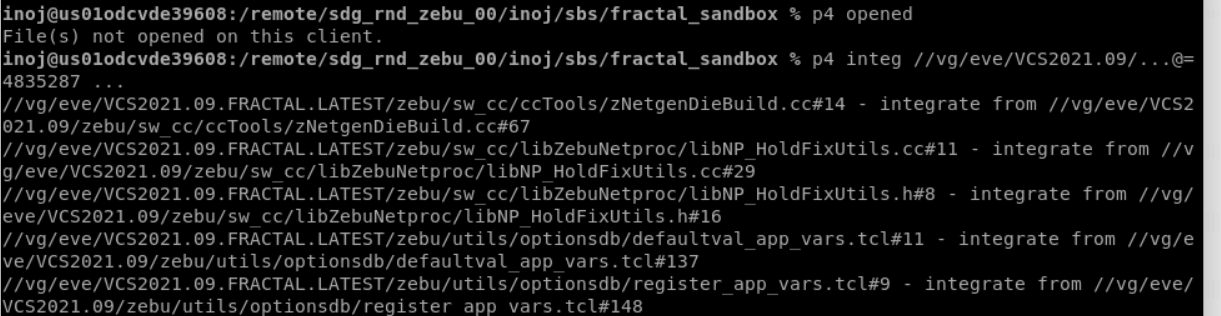 inoj@us01odcvde39608:/remote/sdg_rnd_zebu_00/inoj/sbs/fractal_sandbox % p4 opened
File(s) not opened on this client.
inoj@us01odcvde39608:/remote/sdg_rnd_zebu_00/inoj/sbs/fractal_sandbox % p4 integ //vg/eve/VCS2021.09/...@=
4835287 ...
//vg/eve/VCS2021.09.FRACTAL.LATEST/zebu/sw_cc/ccTools/zNetgenDieBuild.cc#14 - integrate from //vg/eve/VCS2
021.09/zebu/sw_cc/ccTools/zNetgenDieBuild.cc#67
//vg/eve/VCS2021.09.FRACTAL.LATEST/zebu/sw_cc/libZebuNetproc/libNP_HoldFixUtils.cc#11 - integrate from //v
g/eve/VCS2021.09/zebu/sw_cc/libZebuNetproc/libNP_HoldFixUtils.cc#29
//vg/eve/VCS2021.09.FRACTAL.LATEST/zebu/sw_cc/libZebuNetproc/libNP_HoldFixUtils.h#8 - integrate from //vg/
eve/VCS2021.09/zebu/sw_cc/libZebuNetproc/libNP_HoldFixUtils.h#16
//vg/eve/VCS2021.09.FRACTAL.LATEST/zebu/utils/optionsdb/defaultval_app_vars.tcl#11 - integrate from //vg/e
ve/VCS2021.09/zebu/utils/optionsdb/defaultval_app_vars.tcl#137
//vg/eve/VCS2021.09.FRACTAL.LATEST/zebu/utils/optionsdb/register_app_vars.tcl#9 - integrate from //vg/eve/
VCS2021.09/zebu/utils/optionsdb/register_app_vars.tcl#148